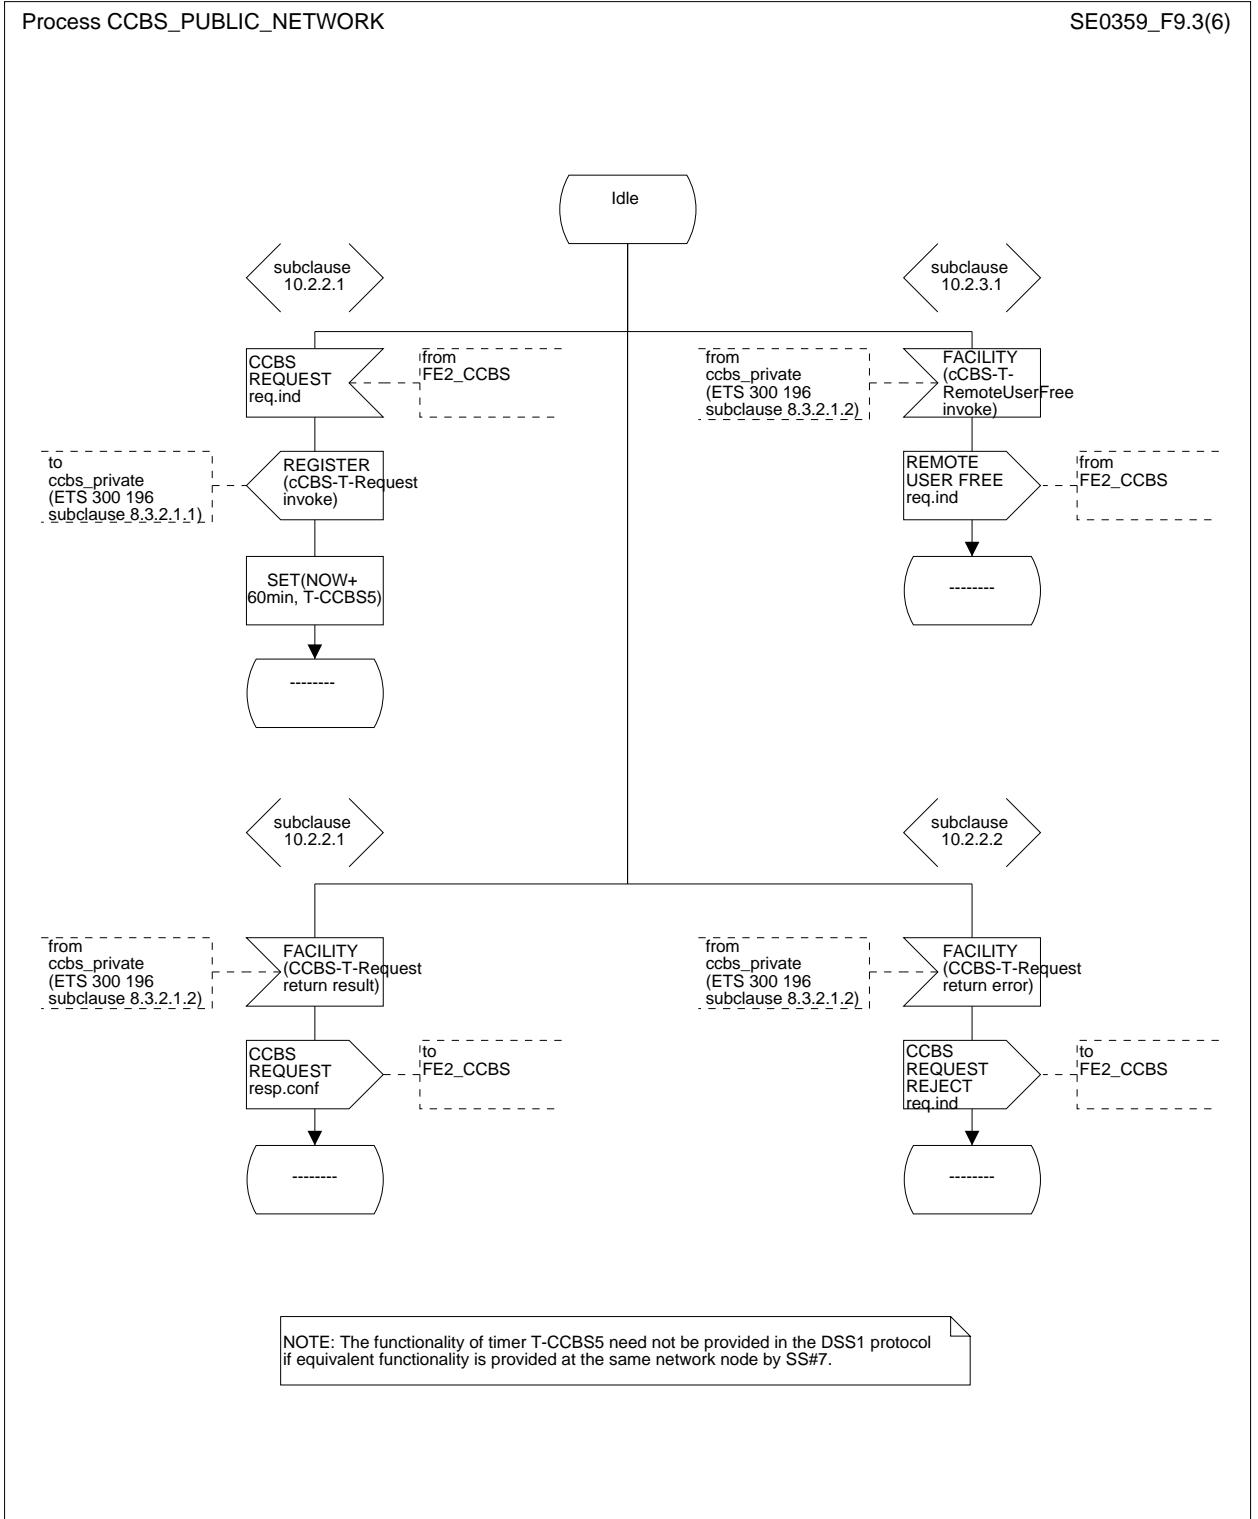 Process CCBS_PUBLIC_NETWORK
SE0359_F9.3(6)
Idle
subclause
10.2.2.1
subclause
10.2.3.1
CCBS
REQUEST
req.ind
from
FE2_CCBS
from
ccbs_private
(ETS 300 196
subclause 8.3.2.1.2)
FACILITY
(cCBS-T-
RemoteUserFree
invoke)
to
ccbs_private
(ETS 300 196
subclause 8.3.2.1.1)
REGISTER
(cCBS-T-Request
invoke)
REMOTE
USER FREE
req.ind
from
FE2_CCBS
SET(NOW+
60min, T-CCBS5)
--------
--------
subclause
10.2.2.1
subclause
10.2.2.2
from
ccbs_private
(ETS 300 196
subclause 8.3.2.1.2)
FACILITY
(CCBS-T-Request
return result)
from
ccbs_private
(ETS 300 196
subclause 8.3.2.1.2)
FACILITY
(CCBS-T-Request
return error)
CCBS
REQUEST
resp.conf
to
FE2_CCBS
CCBS
REQUEST
REJECT
req.ind
to
FE2_CCBS
--------
--------
NOTE: The functionality of timer T-CCBS5 need not be provided in the DSS1 protocol
if equivalent functionality is provided at the same network node by SS#7.